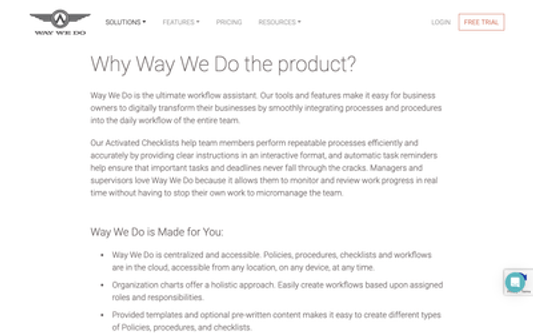 WAY WE DO
SOLUTIONS
FEATURES
PRICING
RESOURCES
LOGIN
FREE TRIAL
Why Way We Do the product?
Way We Do is the ultimate workflow assistant. Our tools and features make it easy for business
owners to digitally transform their businesses by smoothly integrating processes and procedures
into the daily workflow of the entire team.
Our Activated Checklists help team members perform repeatable processes efficiently and
accurately by providing clear instructions in an interactive format, and automatic task reminders
help ensure that important tasks and deadlines never fall through the cracks. Managers and
supervisors love Way We Do because it allows them to monitor and review work progress in real
time without having to stop their own work to micromanage the team.
Way We Do is Made for You:
• Way We Do is centralized and accessible. Policies, procedures, checklists and workflows
are in the cloud, accessible from any location, on any device, at any time.
• Organization charts offer a holistic approach. Easily create workflows based upon assigned
roles and responsibilities.
• Provided templates and optional pre-written content makes it easy to create different types
of Policies, procedures, and checklists.